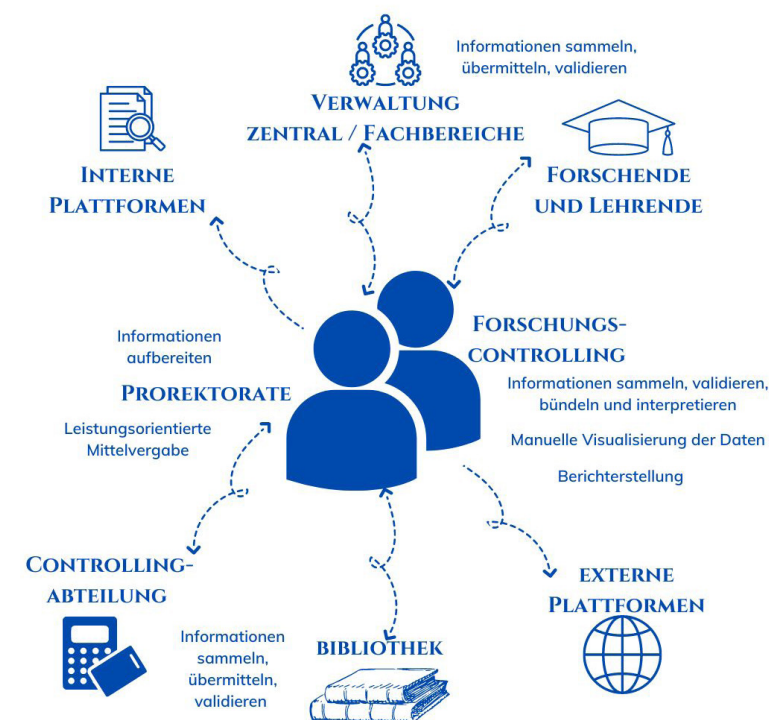 Informationen sammeln,
übermitteln, validieren
Verwaltung
zentral / Fachbereiche
Interne
Plattformen
Forschende
und Lehrende
Forschungs-
controlling
Informationen sammeln, validieren,
bündeln und interpretieren
Manuelle Visualisierung der Daten
Berichterstellung
Informationen
aufbereiten
Prorektorate
Leistungsorientierte
Mittelvergabe
Controlling-
abteilung
Informationen
sammeln,
übermitteln,
validieren
bibliothek
externe
Plattformen